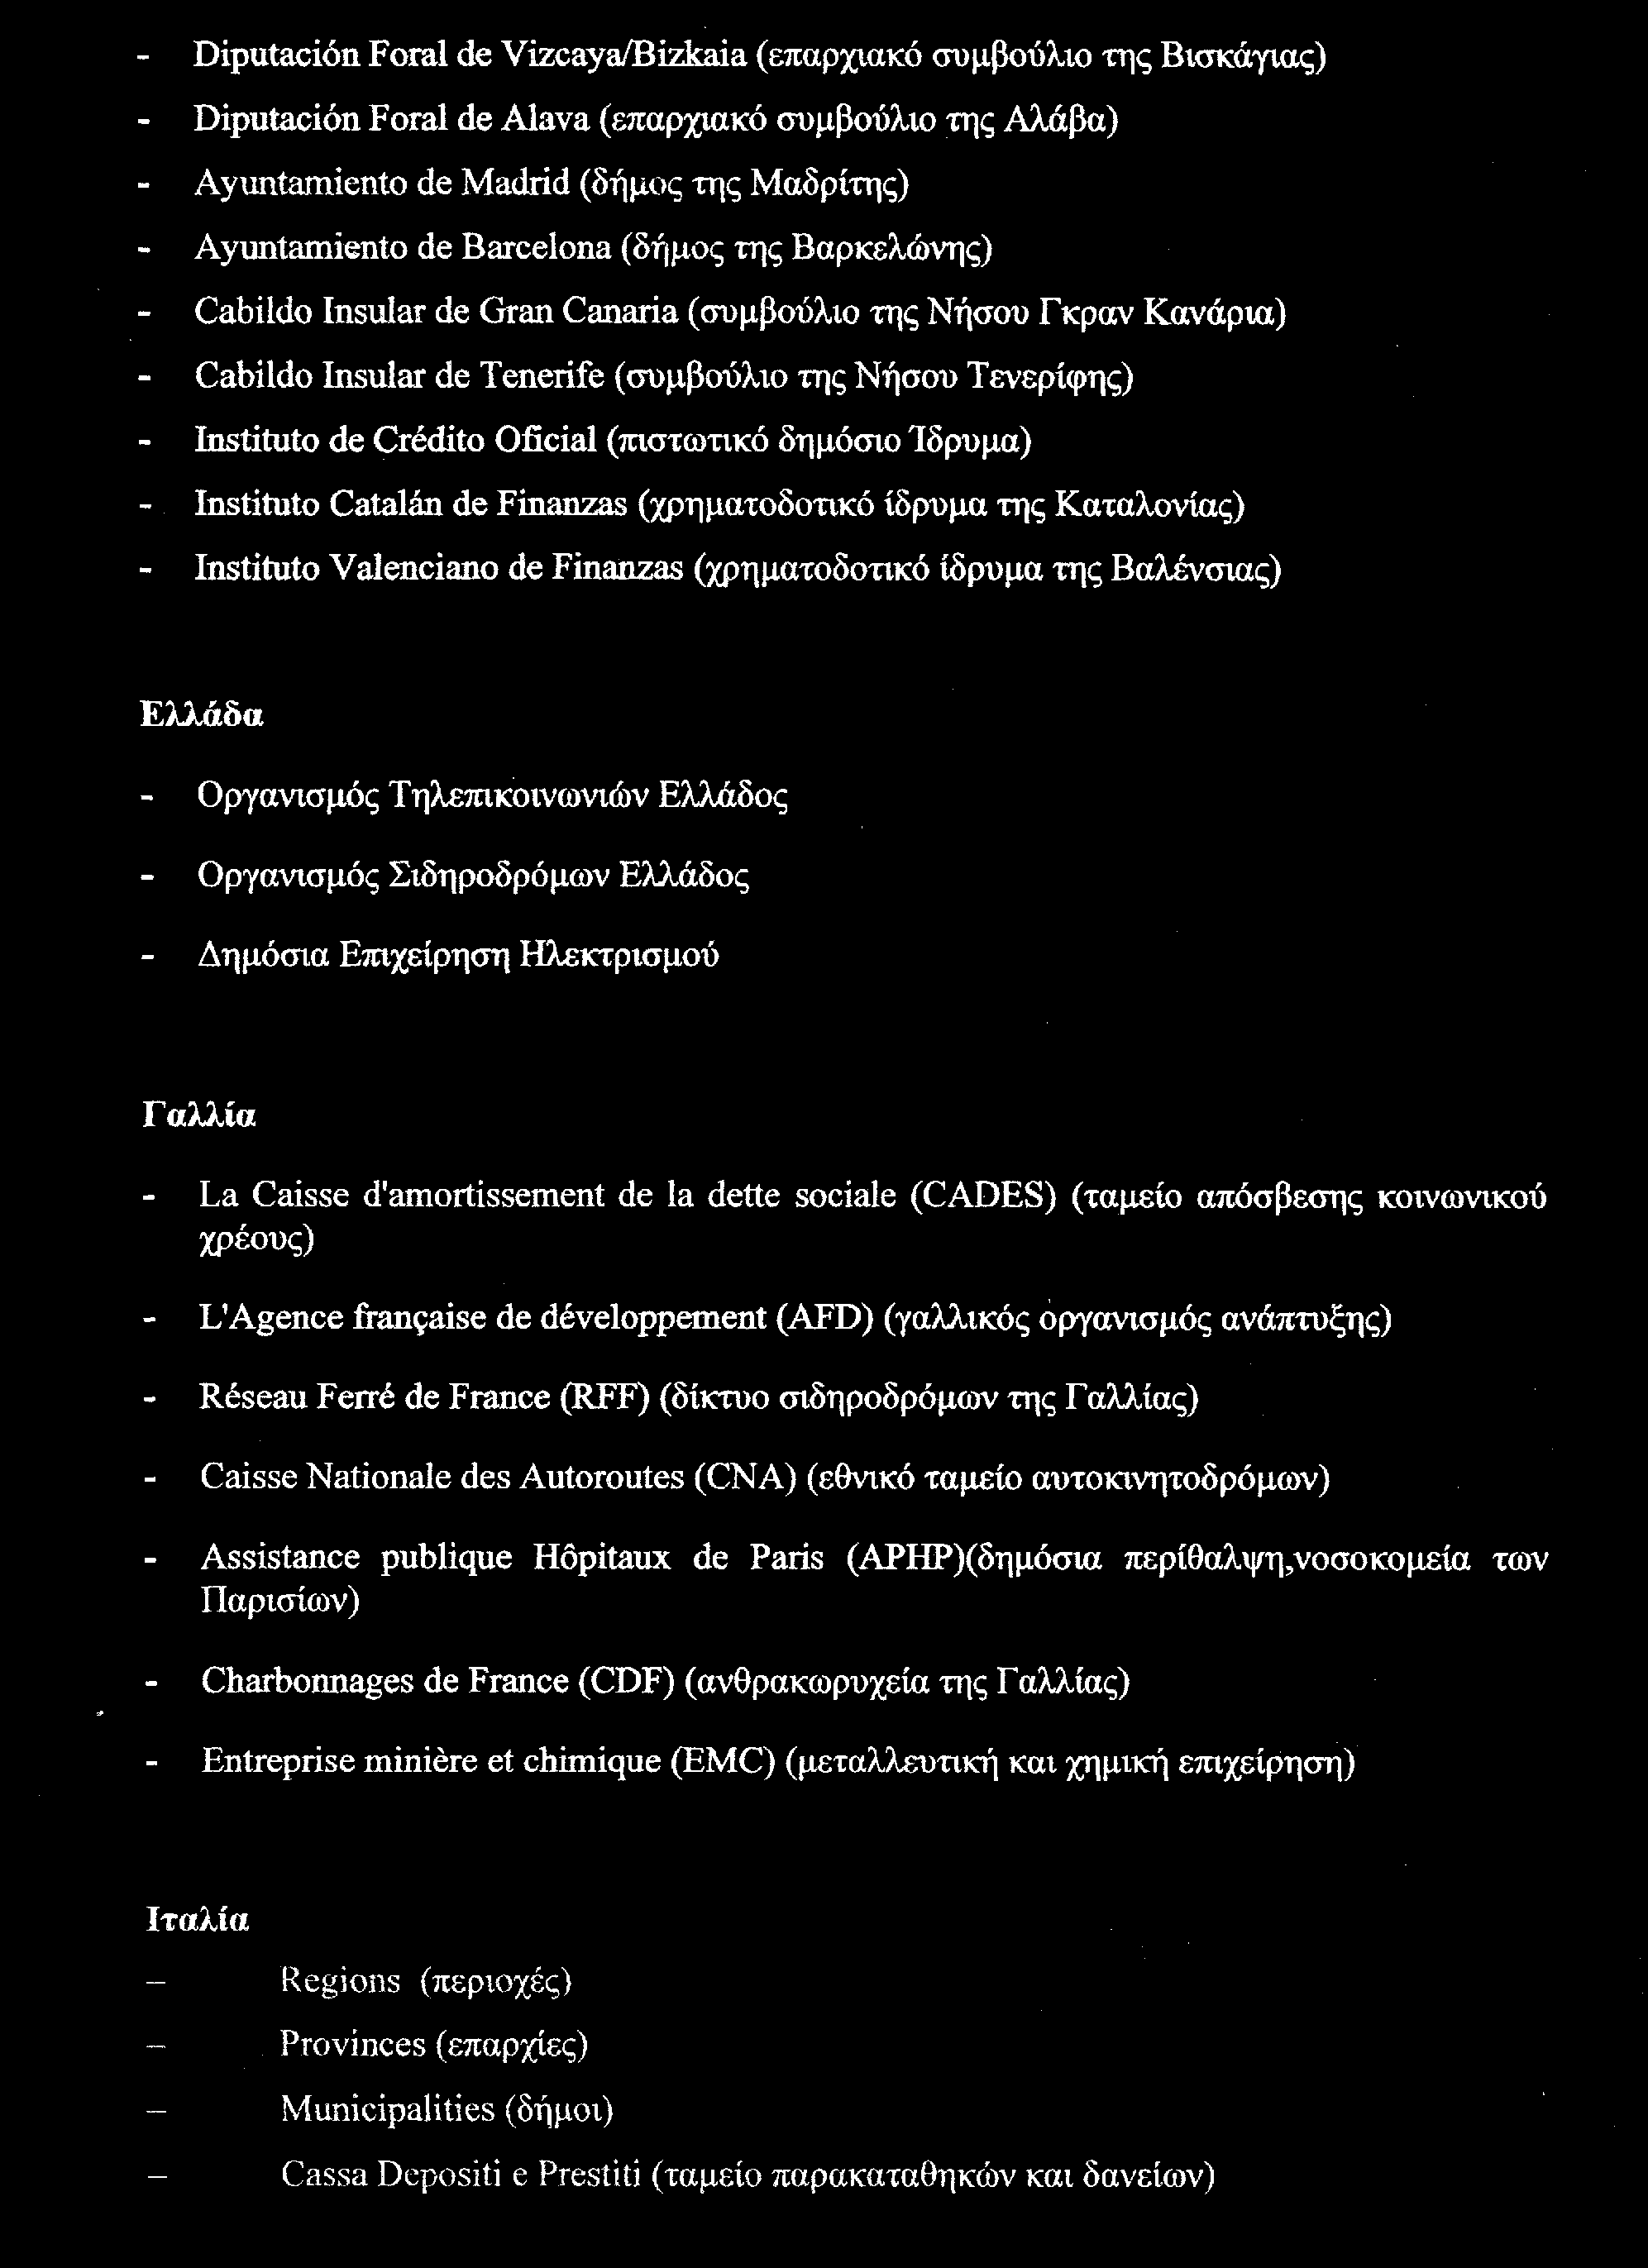 - Diputación Foral de Vizcaya/Bizkaia (επαρχιακό συμβούλιο της Βισκάγιας)
- Diputación Foral de Alava (επαρχιακό συμβούλιο της Αλάβα)
- Ayuntamiento de Madrid (δήμος της Μαδρίτης)
- Ayuntamiento de Barcelona (δήμος της Βαρκελώνης)
- Cabildo Insular de Gran Canaria (συμβούλιο της Νήσου Γκραν Κανάρια)
- Cabildo Insular de Tenerife (συμβούλιο της Νήσου Τενερίφης)
- Instituto de Crédito Oficial (πιστωτικό δημόσιο Ίδρυμα)
- Instituto Catalán de Finanzas (χρηματοδοτικό ίδρυμα της Καταλονίας)
- Instituto Valenciano de Finanzas (χρηματοδοτικό ίδρυμα της Βαλένσιας)
Ελλάδα
- Οργανισμός Τηλεπικοινωνιών Ελλάδος
- Οργανισμός Σιδηροδρόμων Ελλάδος
- Δημόσια Επιχείρηση Ηλεκτρισμού
Γαλλία
- La Caisse d'amortissement de la dette sociale (CADES) (ταμείο απόσβεσης κοινωνικού
χρέους)
- L'Agence française de développement (AFD) (γαλλικός οργανισμός ανάπτυξης)
- Réseau Ferré de France (RFF) (δίκτυο σιδηροδρόμων της Γαλλίας)
- Caisse Nationale des Autoroutes (CNA) (εθνικό ταμείο αυτοκινητοδρόμων)
- Assistance publique Hôpitaux de Paris (APHP)(δημόσια περίθαλψη,νοσοκομεία των
Παρισίων)
- Charbonnages de France (CDF) (ανθρακωρυχεία της Γαλλίας)
- Entreprise minière et chimique (EMC) (μεταλλευτική και χημική επιχείρηση)
Ιταλία
– Regions (περιοχές)
– Provinces (επαρχίες)
– Municipalities (δήμοι)
– Cassa Depositi e Prestiti (ταμείο παρακαταθηκών και δανείων)